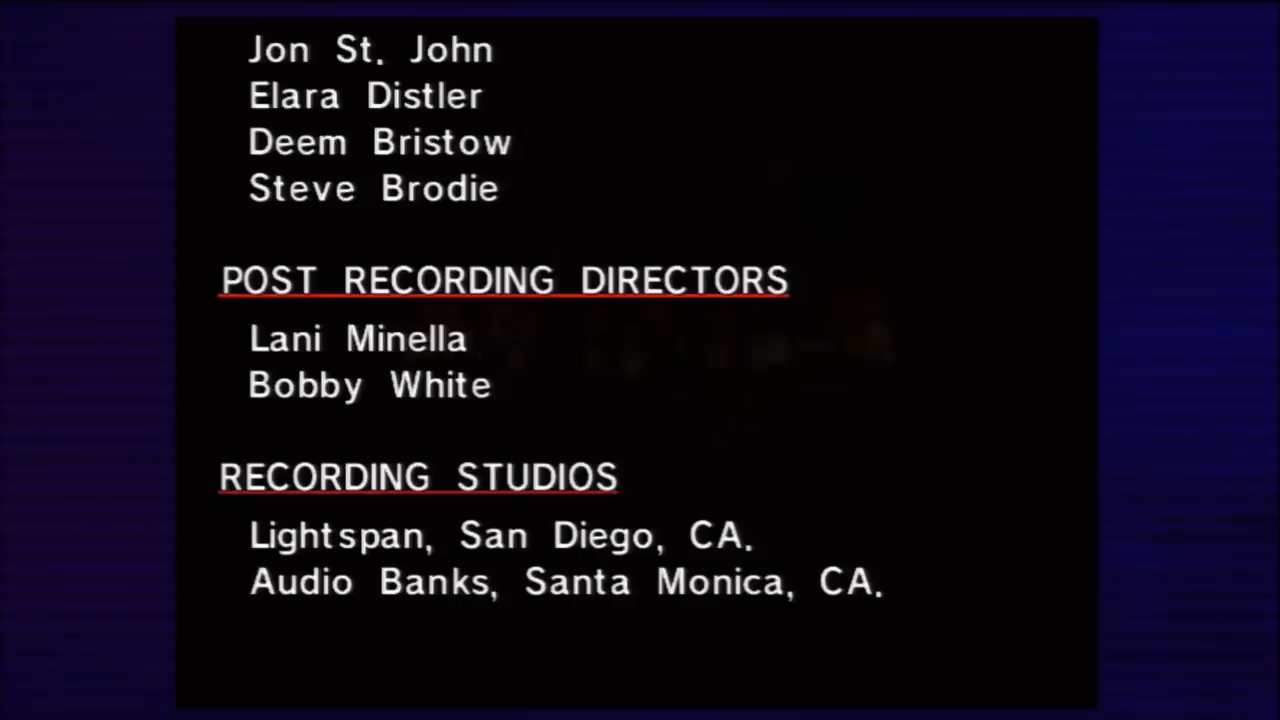 Jon St. John
Elara Distler
Deem Bristow
Steve Brodie
POST RECORDING DIRECTORS
Lani Minella
Bobby White
RECORDING STUDIOS
Lightspan, San Diego, CA.
Audio Banks, Santa Monica, CA.